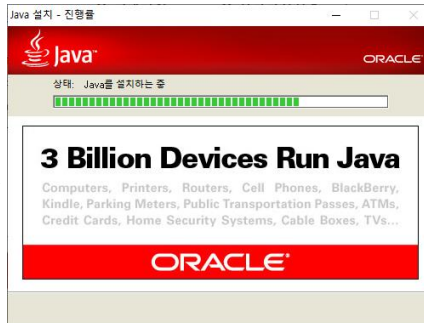 Java 설치 - 진행률
Java™
ORACLE
상태: Java를 설치하는 중
3 Billion Devices Run Java
Computers, Printers, Routers, Cell Phones, BlackBerry,
Kindle, Parking Meters, Public Transportation Passes, ATMs,
Credit Cards, Home Security Systems, Cable Boxes, TVs...
ORACLE®